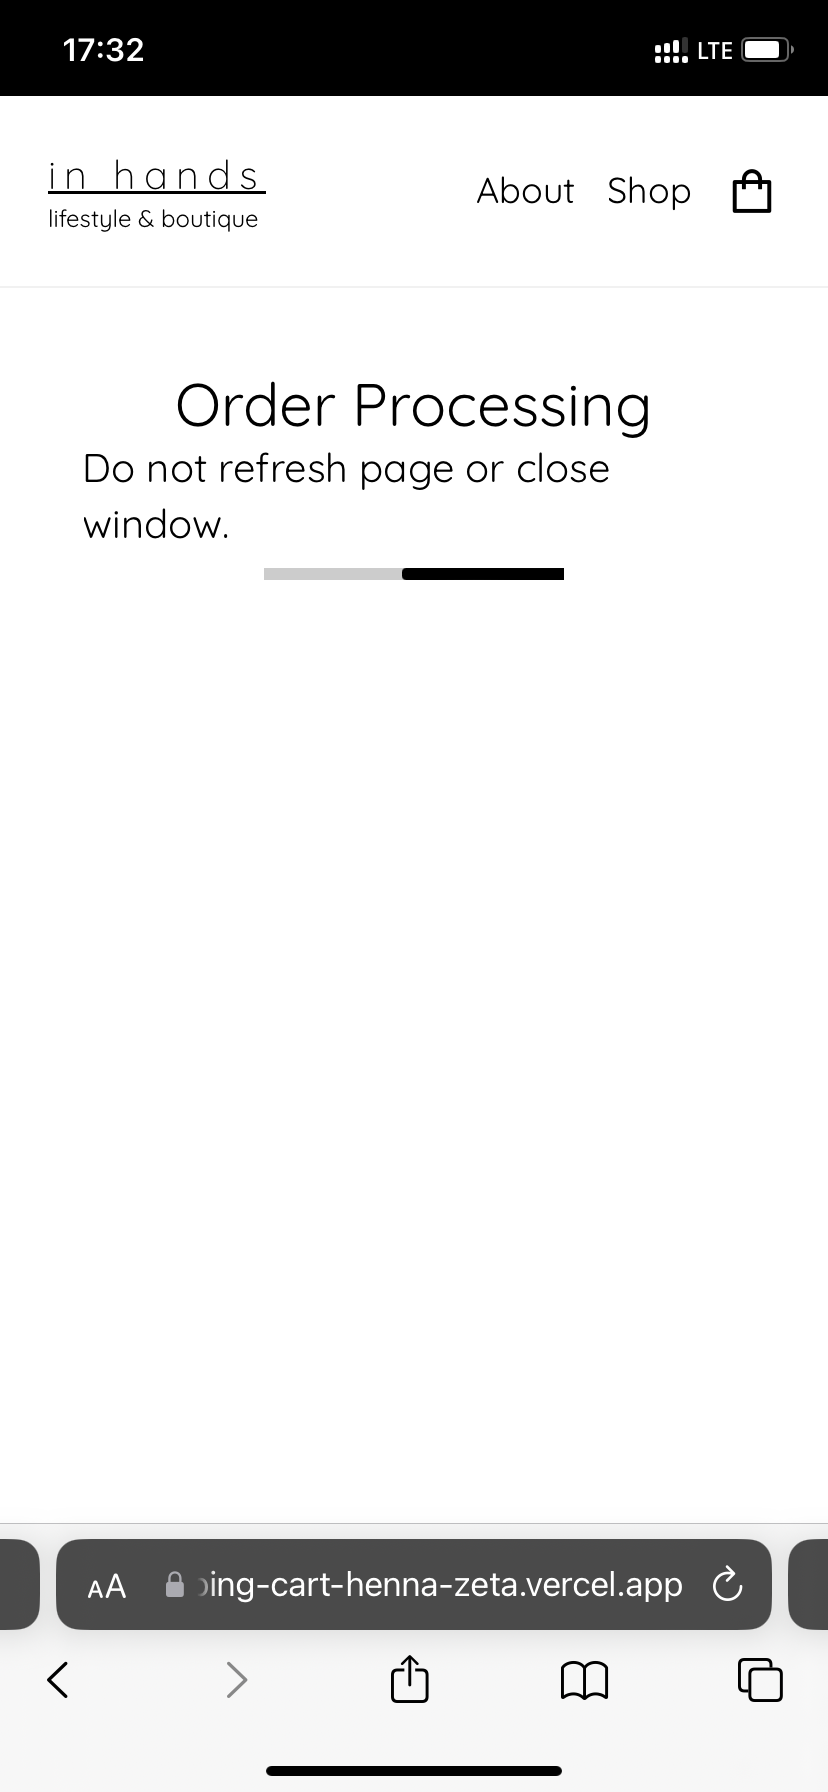 17:32
LTE
in hands
lifestyle & boutique
About Shop
Order Processing
Do not refresh page or close
window.
AA
ing-cart-henna-zeta.vercel.app